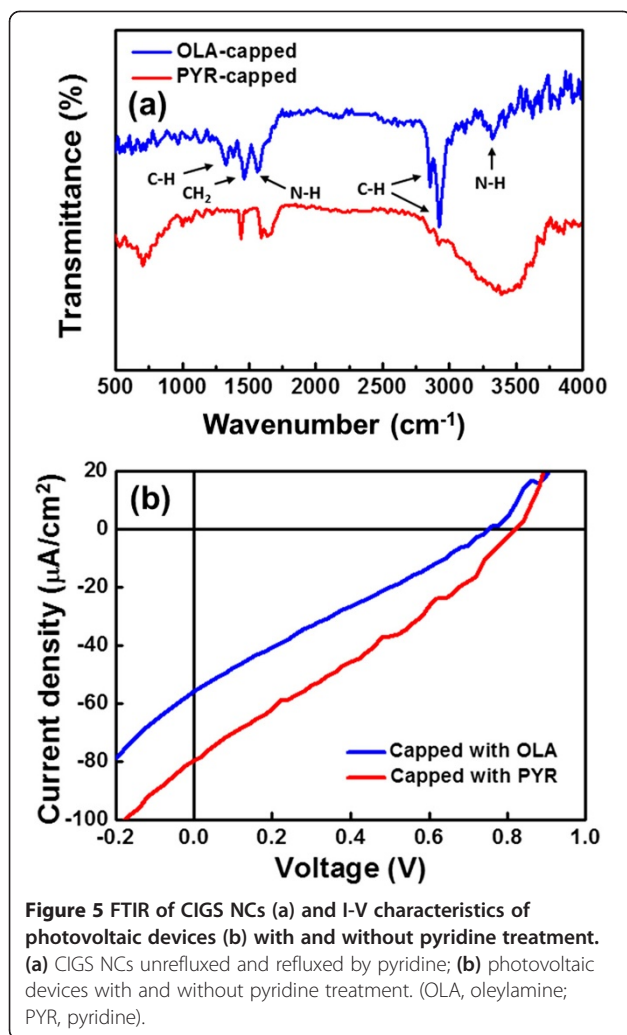 OLA-capped
PYR-capped
(a)
C-H
CH₂
N-H
C-H
N-H
Transmittance (%)
500 1000 1500 2000 2500 3000 3500 4000
Wavenumber (cm⁻¹)
20
(b)
0
-20
-40
-60
-80
-100
Capped with OLA
Capped with PYR
Current density (µA/cm²)
-0.2 0.0 0.2 0.4 0.6 0.8 1.0
Voltage (V)
Figure 5 FTIR of CIGS NCs (a) and I-V characteristics of
photovoltaic devices (b) with and without pyridine treatment.
(a) CIGS NCs unrefluxed and refluxed by pyridine; (b) photovoltaic
devices with and without pyridine treatment. (OLA, oleylamine;
PYR, pyridine).